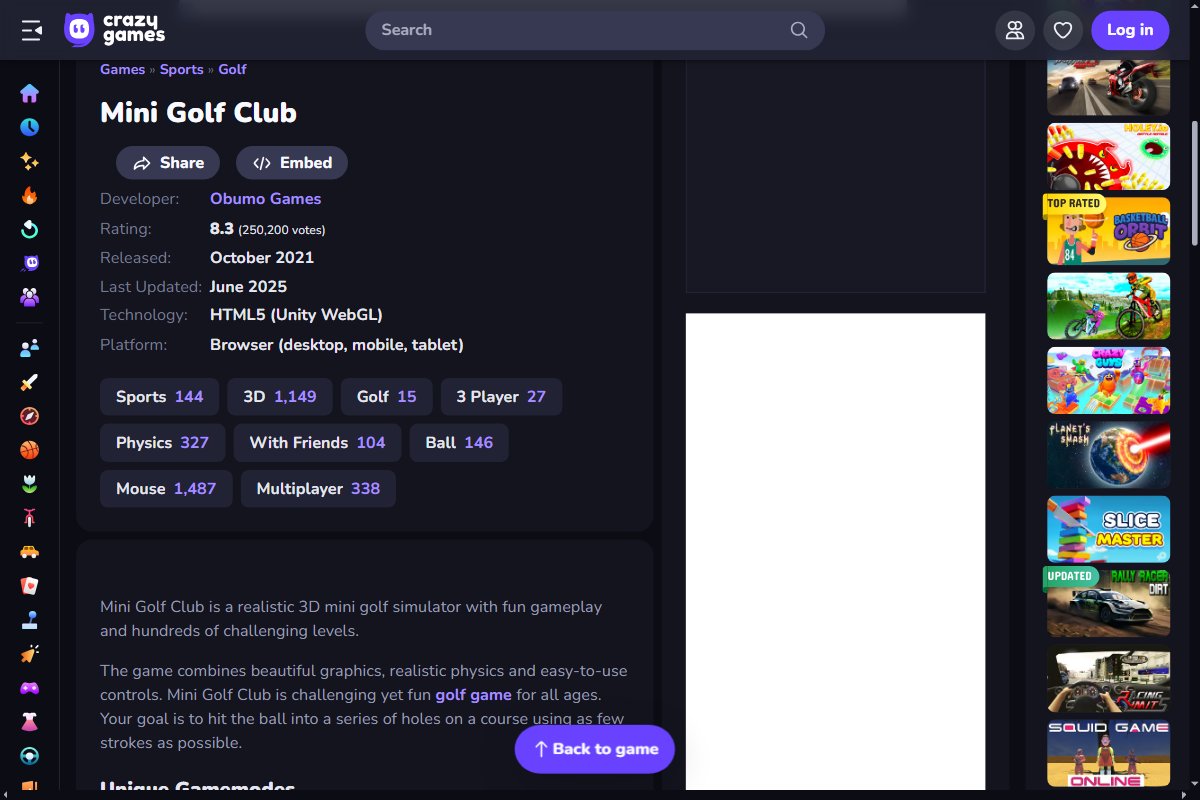 crazy games
Search
Log in
Games » Sports » Golf
Mini Golf Club
Share
Embed
Developer: Obumo Games
Rating: 8.3 (250,200 votes)
Released: October 2021
Last Updated: June 2025
Technology: HTML5 (Unity WebGL)
Platform: Browser (desktop, mobile, tablet)
Sports 144
3D 1,149
Golf 15
3 Player 27
Physics 327
With Friends 104
Ball 146
Mouse 1,487
Multiplayer 338
Mini Golf Club is a realistic 3D mini golf simulator with fun gameplay
and hundreds of challenging levels.
The game combines beautiful graphics, realistic physics and easy-to-use
controls. Mini Golf Club is challenging yet fun golf game for all ages.
Your goal is to hit the ball into a series of holes on a course using as few
strokes as possible.
Back to game
Unique Gamemodes
HOLEY.IO
BATTLE ROYALE
TOP RATED
BASKETBALL
ORBIT
84
CRAZY
GUYS
PLANET'S
SMASH
SLICE
MASTER
UPDATED
RALLY RACER
DIRT
RACING
LIMITS
SQUID GAME
ONLINE